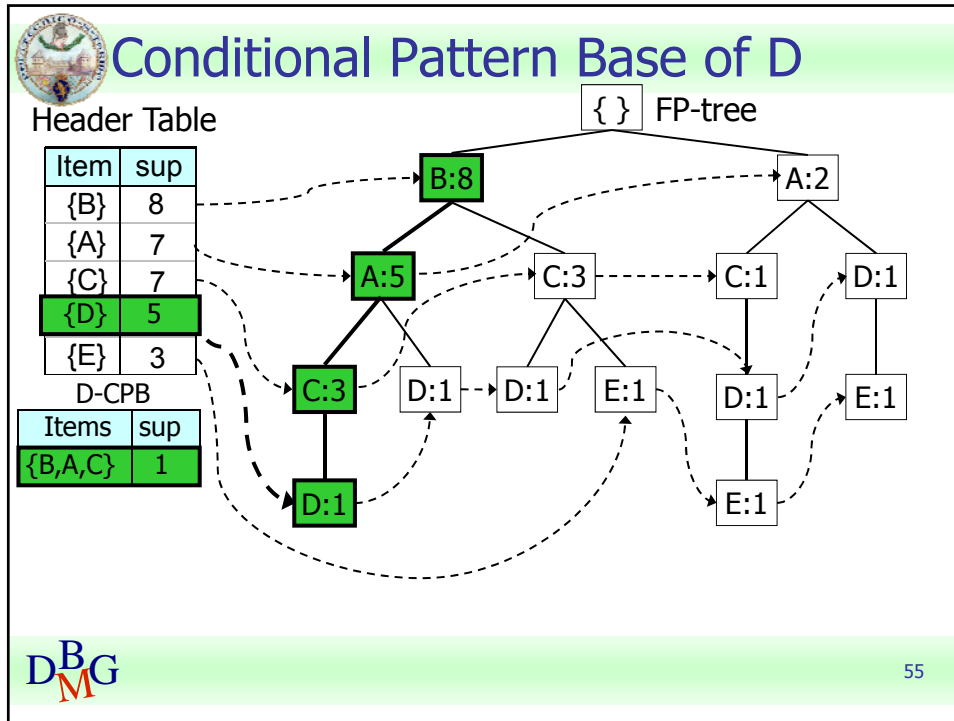 Conditional Pattern Base of D
Header Table
{ } FP-tree
Item sup
{B} 8
{A} 7
{C} 7
{D} 5
{E} 3
D-CPB
Items sup
{B,A,C} 1
B:8 A:2
A:5 C:3 C:1 D:1
C:3 D:1 D:1 E:1 D:1 E:1
D:1 E:1
DBMG
55